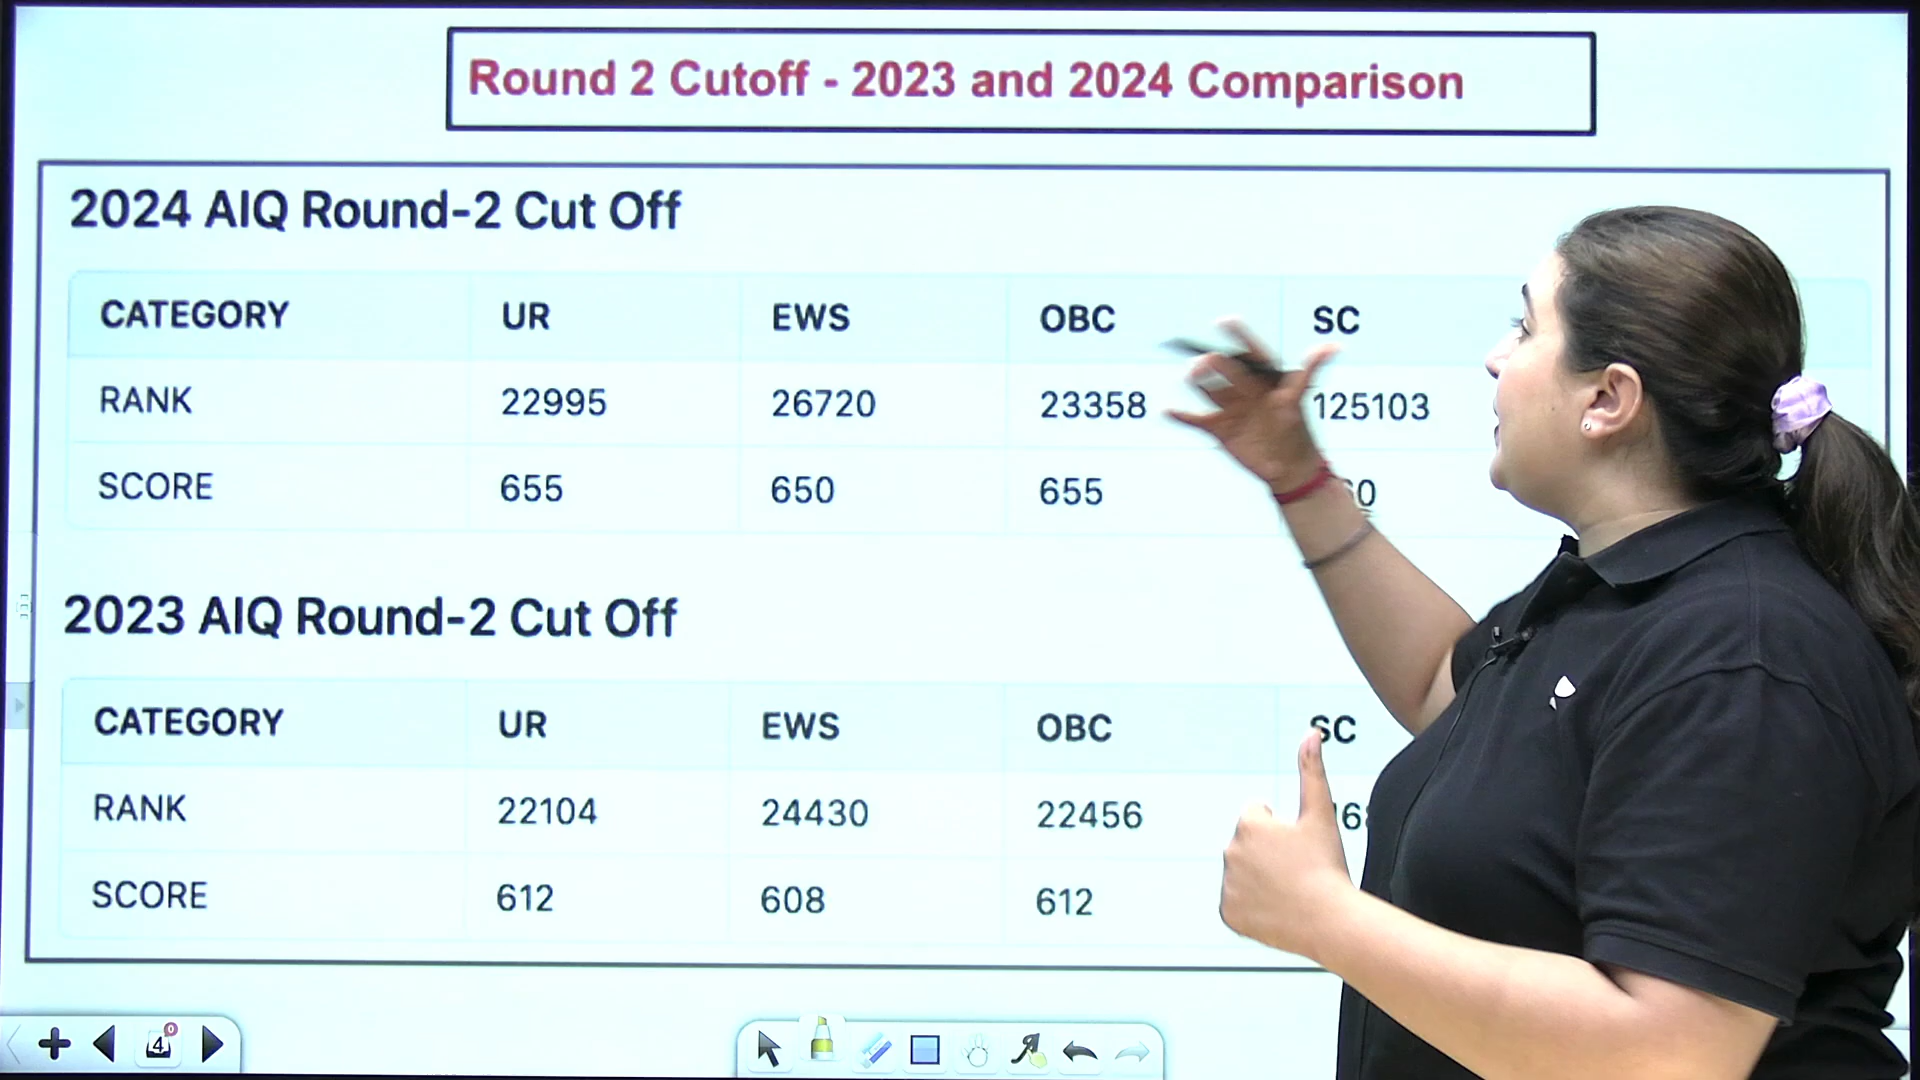 Round 2 Cutoff - 2023 and 2024 Comparison
2024 AIQ Round-2 Cut Off
CATEGORY UR EWS OBC SC
RANK 22995 26720 23358 125103
SCORE 655 650 655
2023 AIQ Round-2 Cut Off
CATEGORY UR EWS OBC SC
RANK 22104 24430 22456
SCORE 612 608 612
4
0